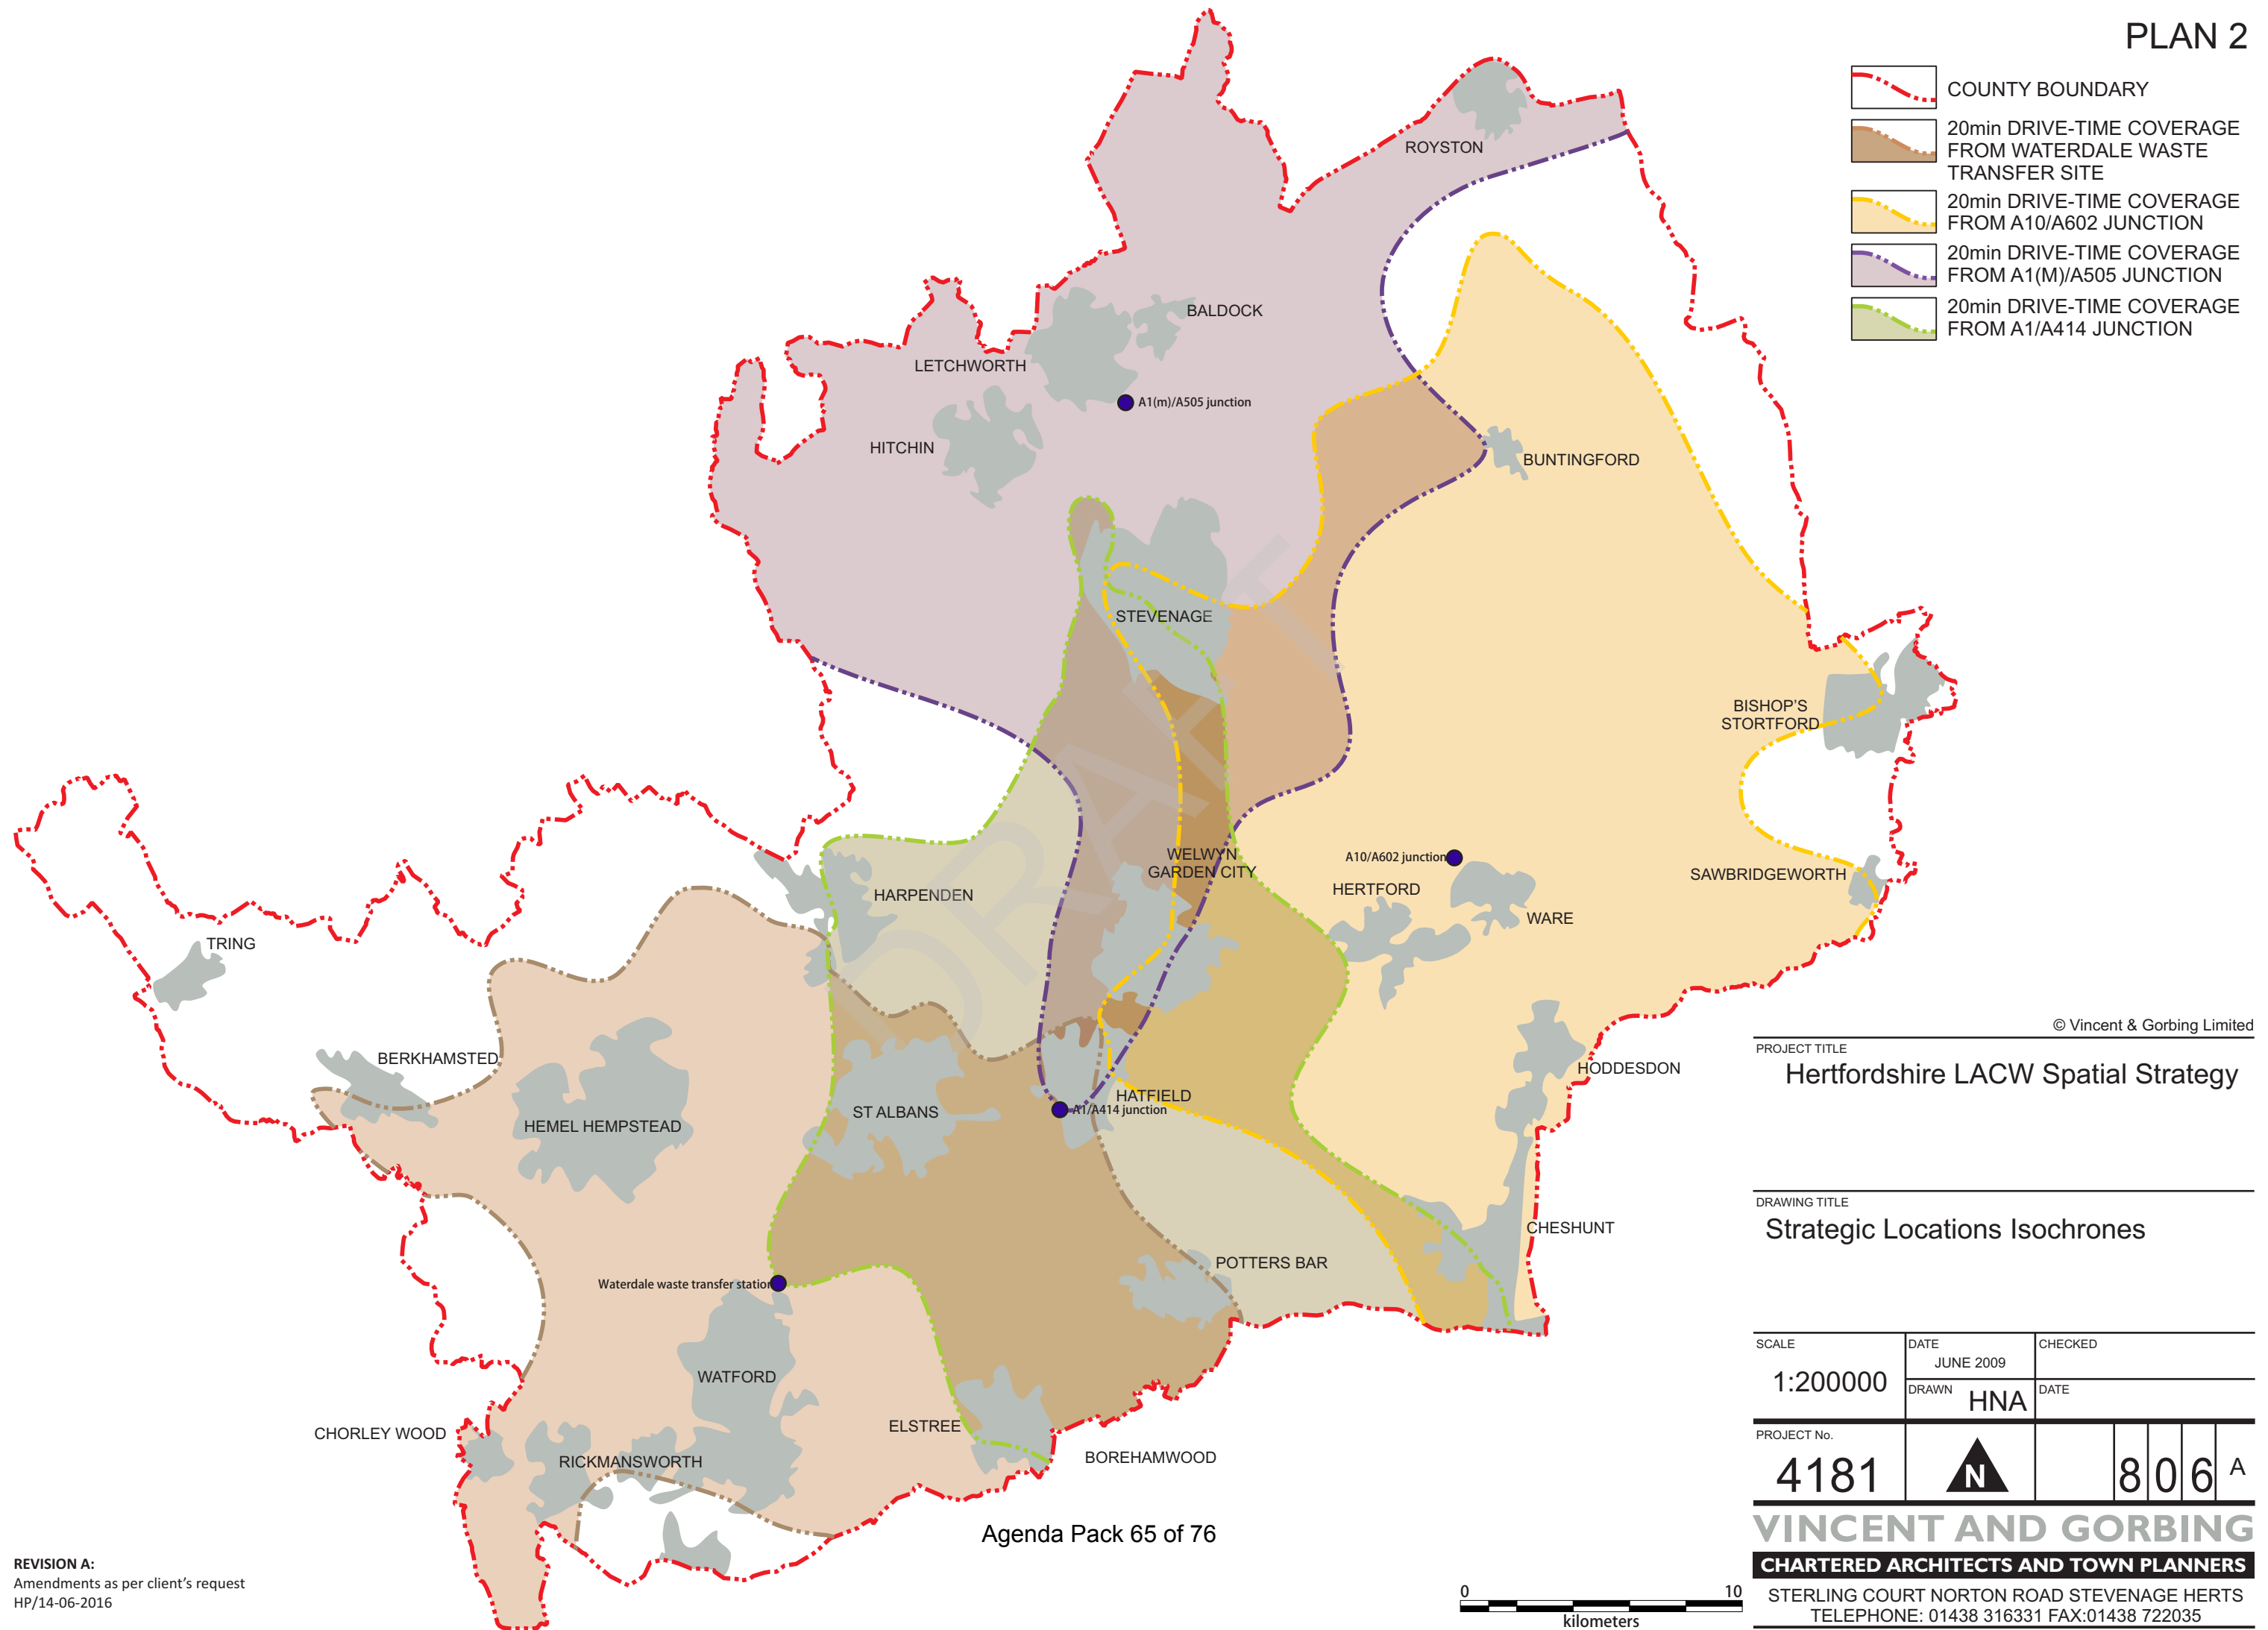 PLAN 2
COUNTY BOUNDARY
20min DRIVE-TIME COVERAGE
FROM WATERDALE WASTE
TRANSFER SITE
20min DRIVE-TIME COVERAGE
FROM A10/A602 JUNCTION
20min DRIVE-TIME COVERAGE
FROM A1(M)/A505 JUNCTION
20min DRIVE-TIME COVERAGE
FROM A1/A414 JUNCTION
ROYSTON
BALDOCK
LETCHWORTH
A1(m)/A505 junction
HITCHIN
BUNTINGFORD
STEVENAGE
BISHOP'S
STORTFORD
WELWYN
GARDEN CITY
A10/A602 junction
HERTFORD
SAWBRIDGEWORTH
HARPENDEN
WARE
TRING
DRAFT
BERKHAMSTED
HODDESDON
HATFIELD
A1/A414 junction
ST ALBANS
HEMEL HEMPSTEAD
CHESHUNT
POTTERS BAR
Waterdale waste transfer station
WATFORD
ELSTREE
CHORLEY WOOD
BOREHAMWOOD
RICKMANSWORTH
Agenda Pack 65 of 76
REVISION A:
Amendments as per client's request
HP/14-06-2016
0 10
kilometers
© Vincent & Gorbing Limited
PROJECT TITLE
Hertfordshire LACW Spatial Strategy
DRAWING TITLE
Strategic Locations Isochrones
SCALE
1:200000
DATE
JUNE 2009
CHECKED
DRAWN HNA
DATE
PROJECT No.
4181
N
806 A
VINCENT AND GORBING
CHARTERED ARCHITECTS AND TOWN PLANNERS
STERLING COURT NORTON ROAD STEVENAGE HERTS
TELEPHONE: 01438 316331 FAX:01438 722035